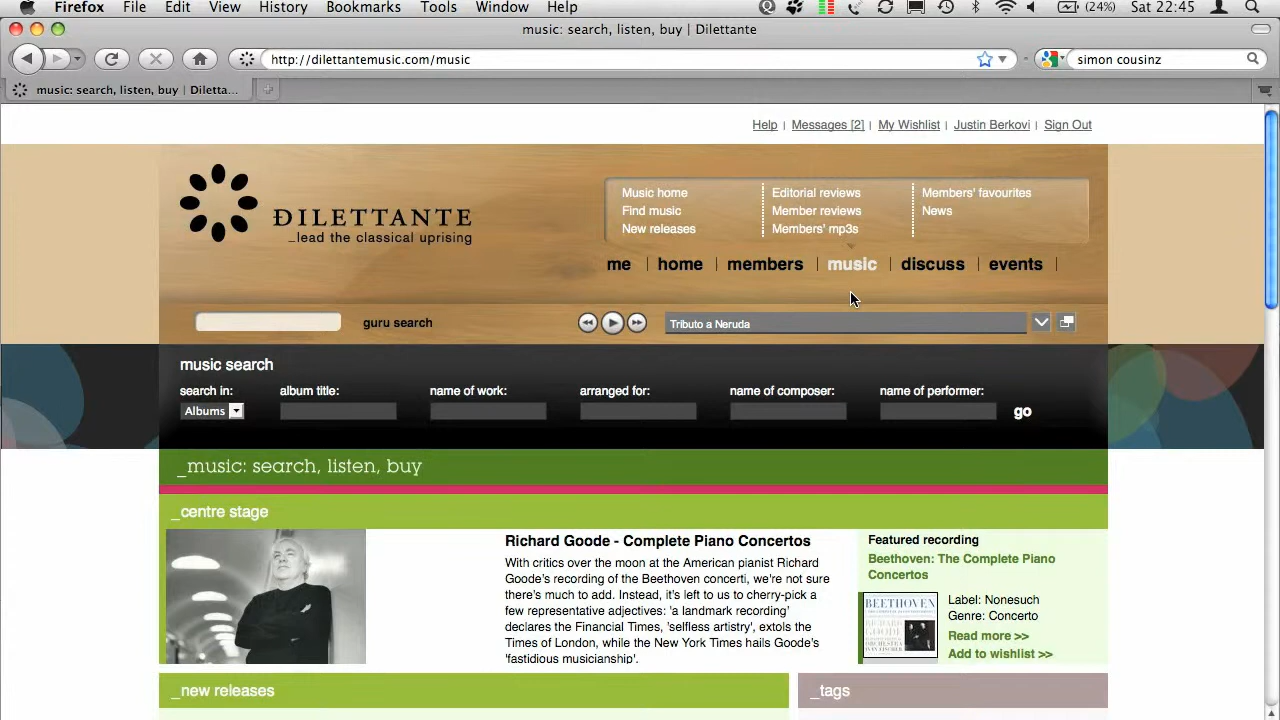 Firefox File Edit View History Bookmarks Tools Window Help (24%) Sat 22:45
music: search, listen, buy | Dilettante
http://dilettantemusic.com/music simon cousinz
music: search, listen, buy | Diletta...
Help | Messages [2] | My Wishlist | Justin Berkovi | Sign Out
Music home Editorial reviews Members' favourites
Find music Member reviews News
New releases Members' mp3s
DILETTANTE
_lead the classical uprising
me | home | members | music | discuss | events |
guru search Tributo a Neruda
music search
search in: album title: name of work: arranged for: name of composer: name of performer:
Albums go
_music: search, listen, buy
_centre stage
Richard Goode - Complete Piano Concertos
With critics over the moon at the American pianist Richard
Goode's recording of the Beethoven concerti, we're not sure
there's much to add. Instead, it's left to us to cherry-pick a
few representative adjectives: 'a landmark recording'
declares the Financial Times, 'selfless artistry', extols the
Times of London, while the New York Times hails Goode's
'fastidious musicianship'.
Featured recording
Beethoven: The Complete Piano
Concertos
BEETHOVEN
Label: Nonesuch
Genre: Concerto
Read more >>
Add to wishlist >>
_new releases _tags